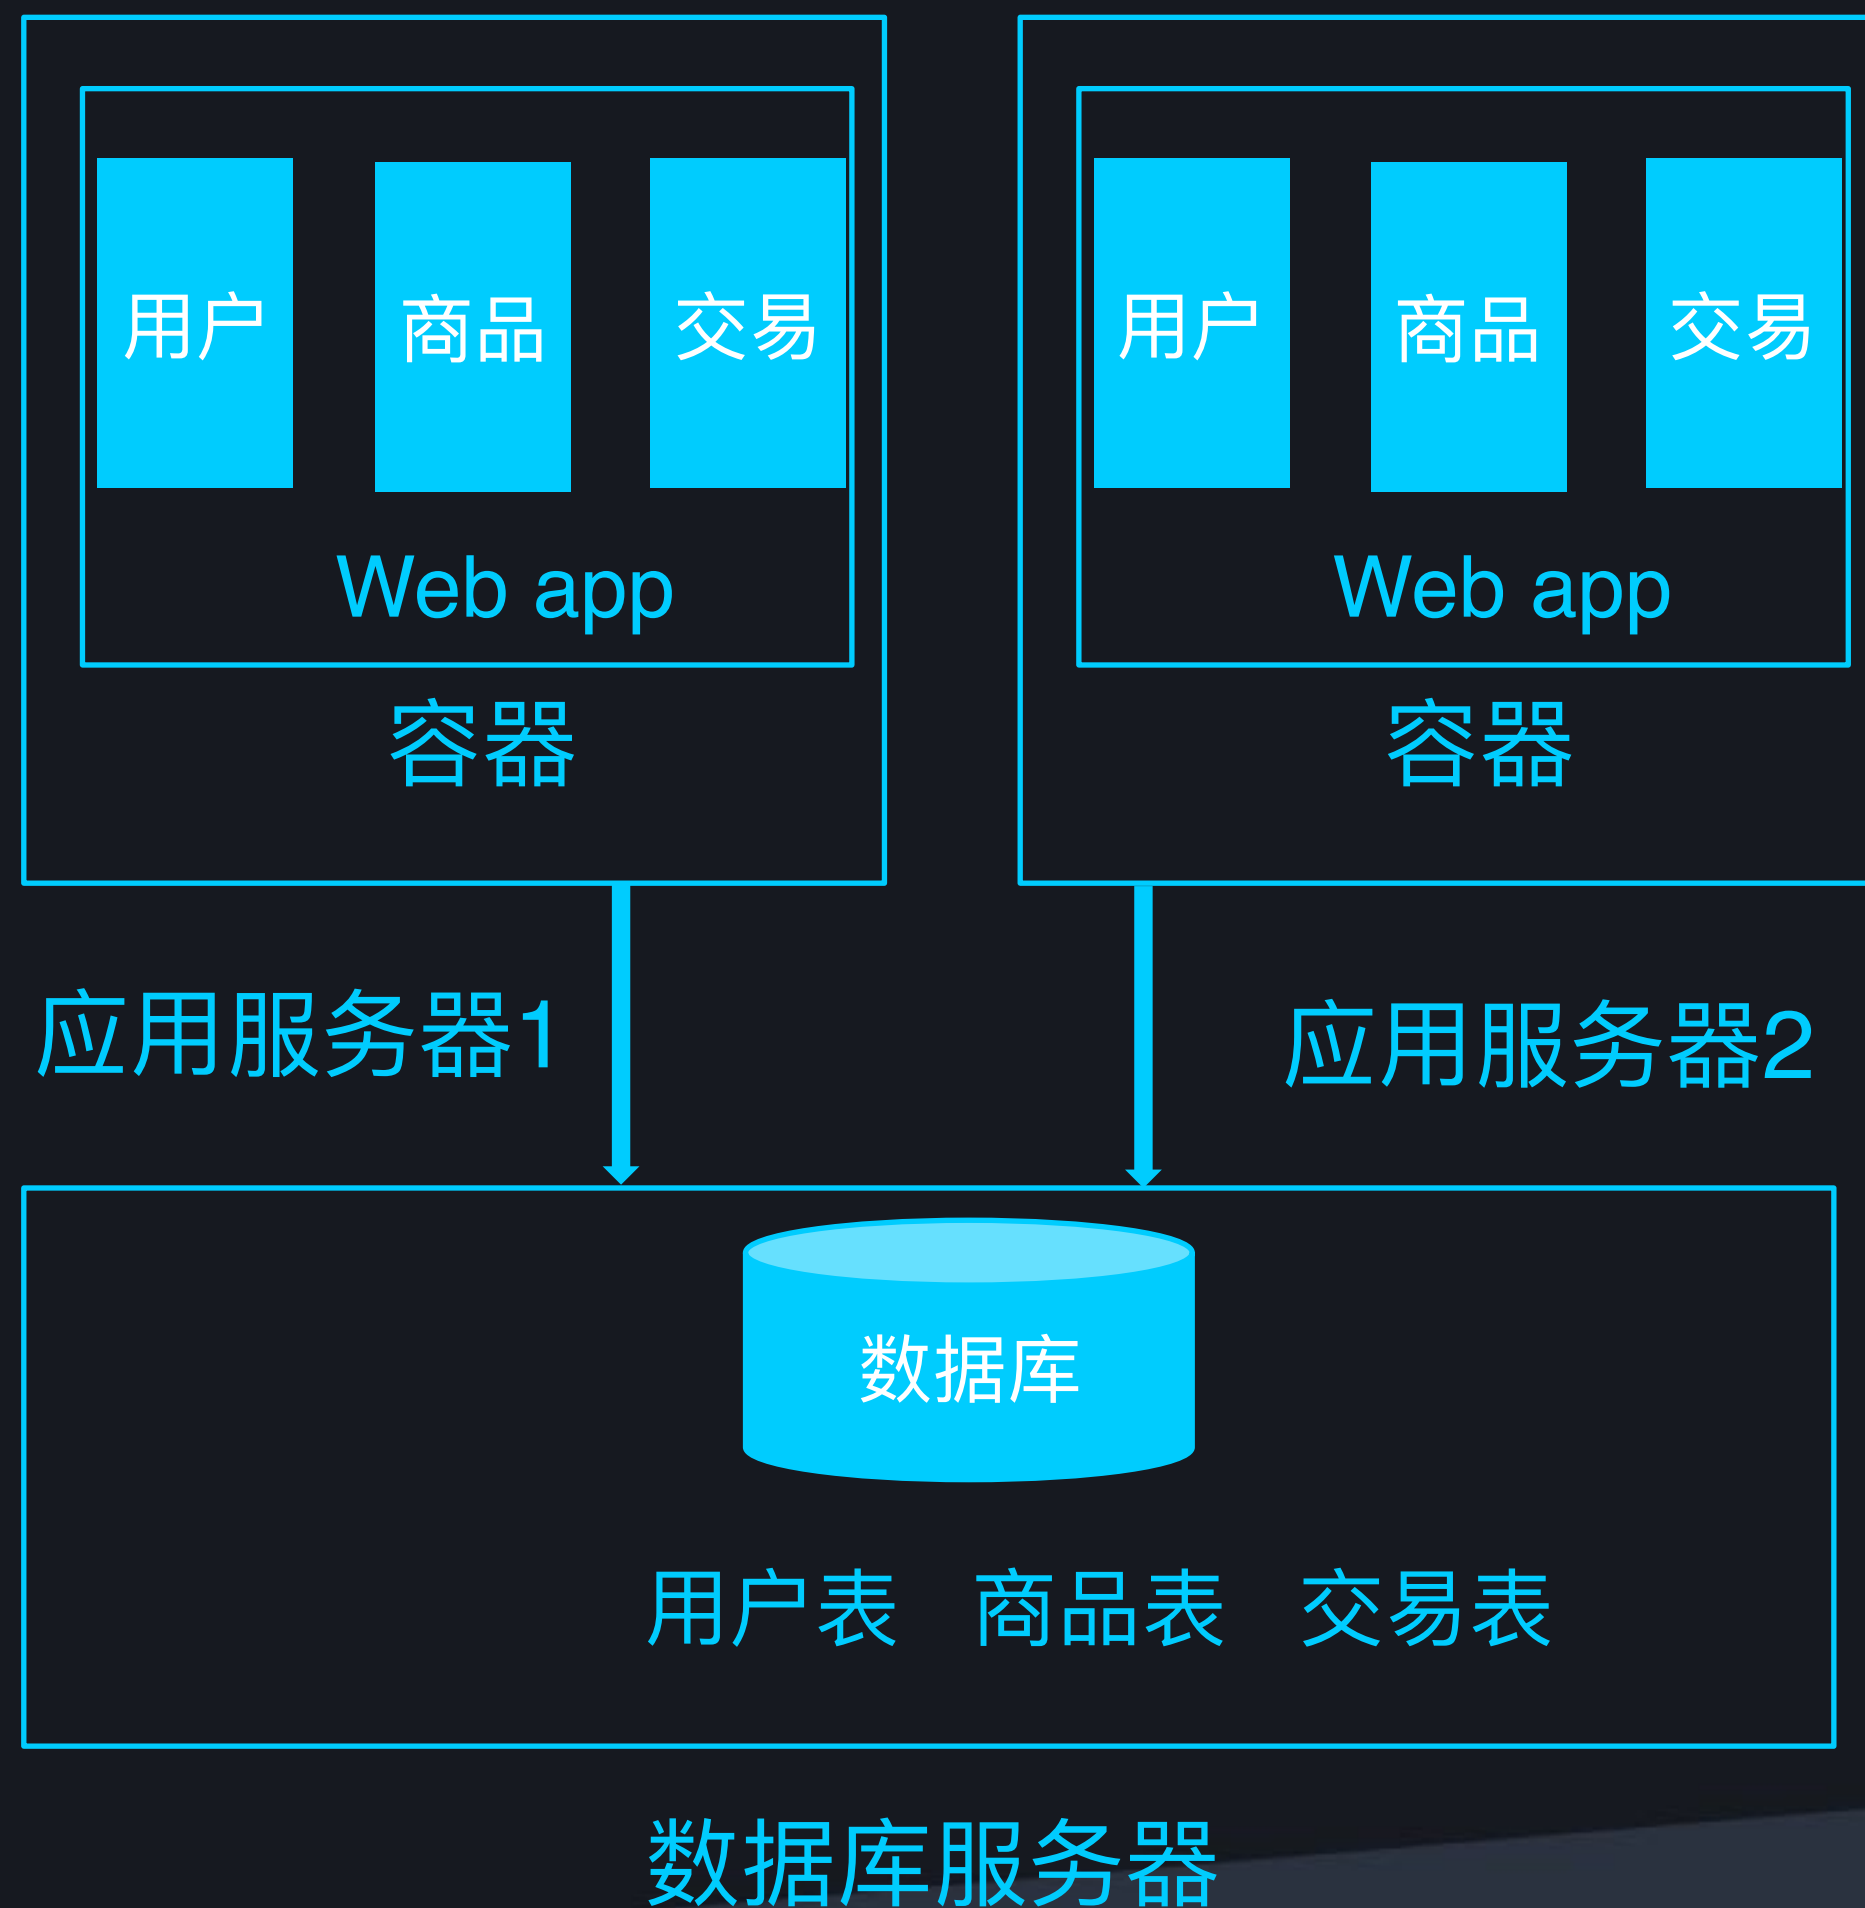 用户 商品 交易
Web app
容器
用户 商品 交易
Web app
容器
应用服务器1
应用服务器2
数据库
用户表 商品表 交易表
数据库服务器